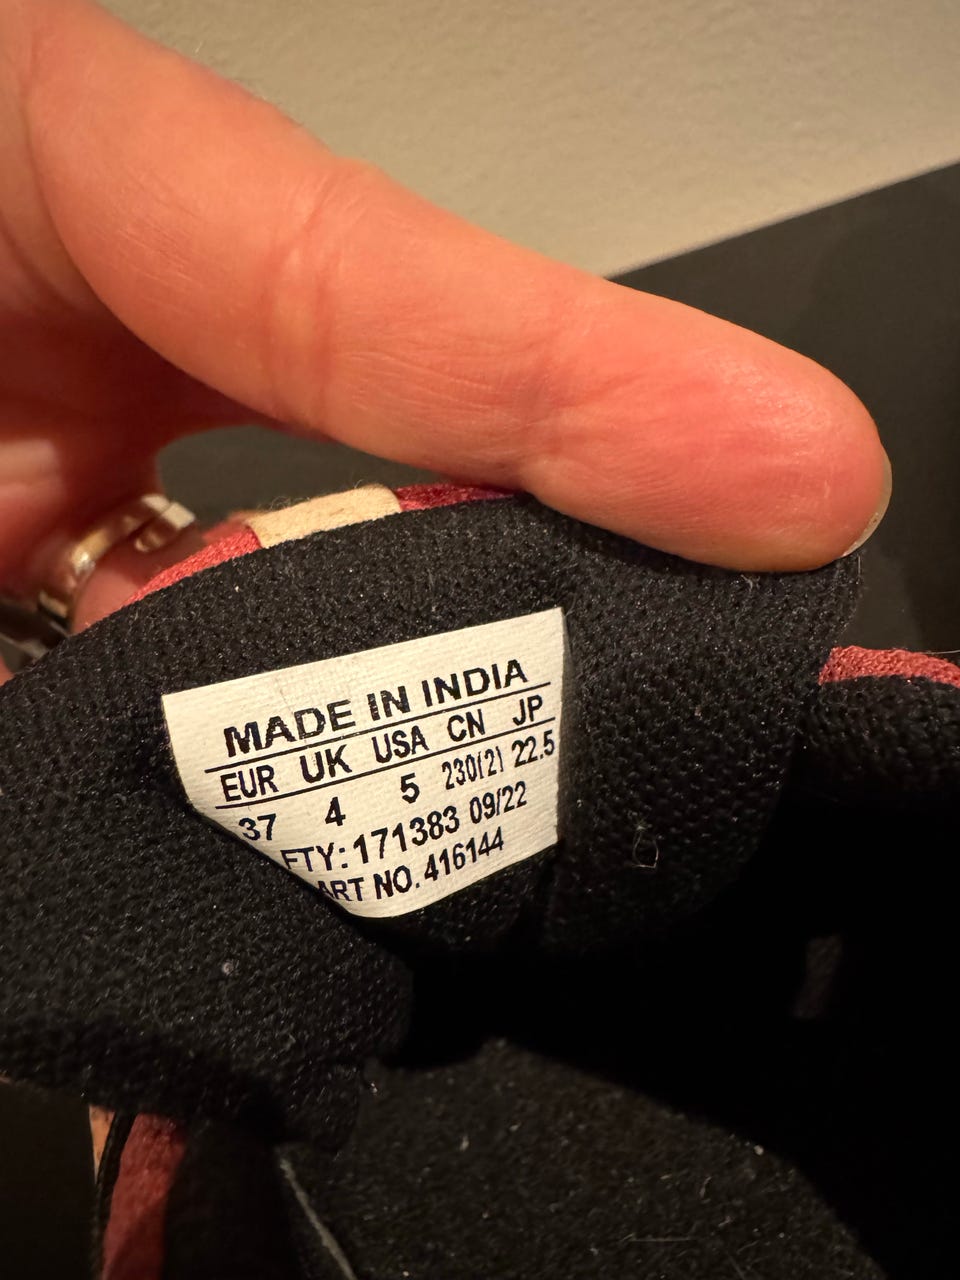 MADE IN INDIA
EUR UK USA CN JP
37 4 5 230(2) 22.5
FTY: 171383 09/22
ART NO. 416144